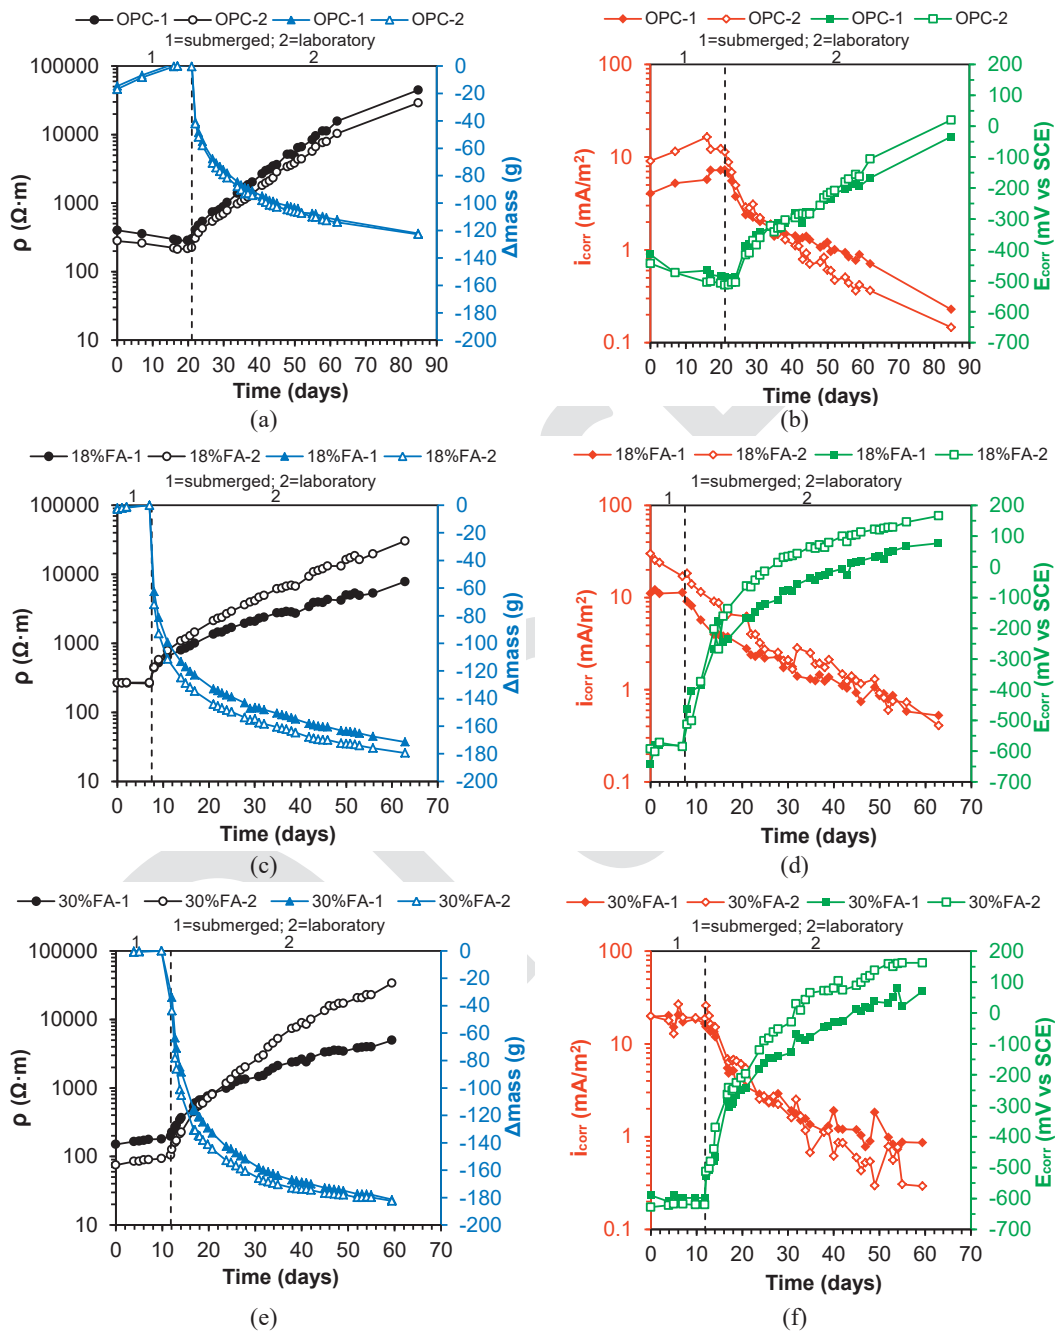 OPC-1 OPC-2 OPC-1 OPC-2
1=submerged; 2=laboratory
1 2
100000 10000 1000 100 10
ρ (Ω·m)
0 -20 -40 -60 -80 -100 -120 -140 -160 -180 -200
Δmass (g)
0 10 20 30 40 50 60 70 80 90
Time (days)
(a)
OPC-1 OPC-2 OPC-1 OPC-2
1=submerged; 2=laboratory
1 2
100 10 1 0.1
icorr (mA/m²)
200 100 0 -100 -200 -300 -400 -500 -600 -700
Ecorr (mV vs SCE)
0 10 20 30 40 50 60 70 80 90
Time (days)
(b)
18%FA-1 18%FA-2 18%FA-1 18%FA-2
1=submerged; 2=laboratory
1 2
100000 10000 1000 100 10
ρ (Ω·m)
0 -20 -40 -60 -80 -100 -120 -140 -160 -180 -200
Δmass (g)
0 10 20 30 40 50 60 70
Time (days)
(c)
18%FA-1 18%FA-2 18%FA-1 18%FA-2
1=submerged; 2=laboratory
1 2
100 10 1 0.1
icorr (mA/m²)
200 100 0 -100 -200 -300 -400 -500 -600 -700
Ecorr (mV vs SCE)
0 10 20 30 40 50 60 70
Time (days)
(d)
30%FA-1 30%FA-2 30%FA-1 30%FA-2
1=submerged; 2=laboratory
1 2
100000 10000 1000 100 10
ρ (Ω·m)
0 -20 -40 -60 -80 -100 -120 -140 -160 -180 -200
Δmass (g)
0 10 20 30 40 50 60 70
Time (days)
(e)
30%FA-1 30%FA-2 30%FA-1 30%FA-2
1=submerged; 2=laboratory
1 2
100 10 1 0.1
icorr (mA/m²)
200 100 0 -100 -200 -300 -400 -500 -600 -700
Ecorr (mV vs SCE)
0 10 20 30 40 50 60 70
Time (days)
(f)